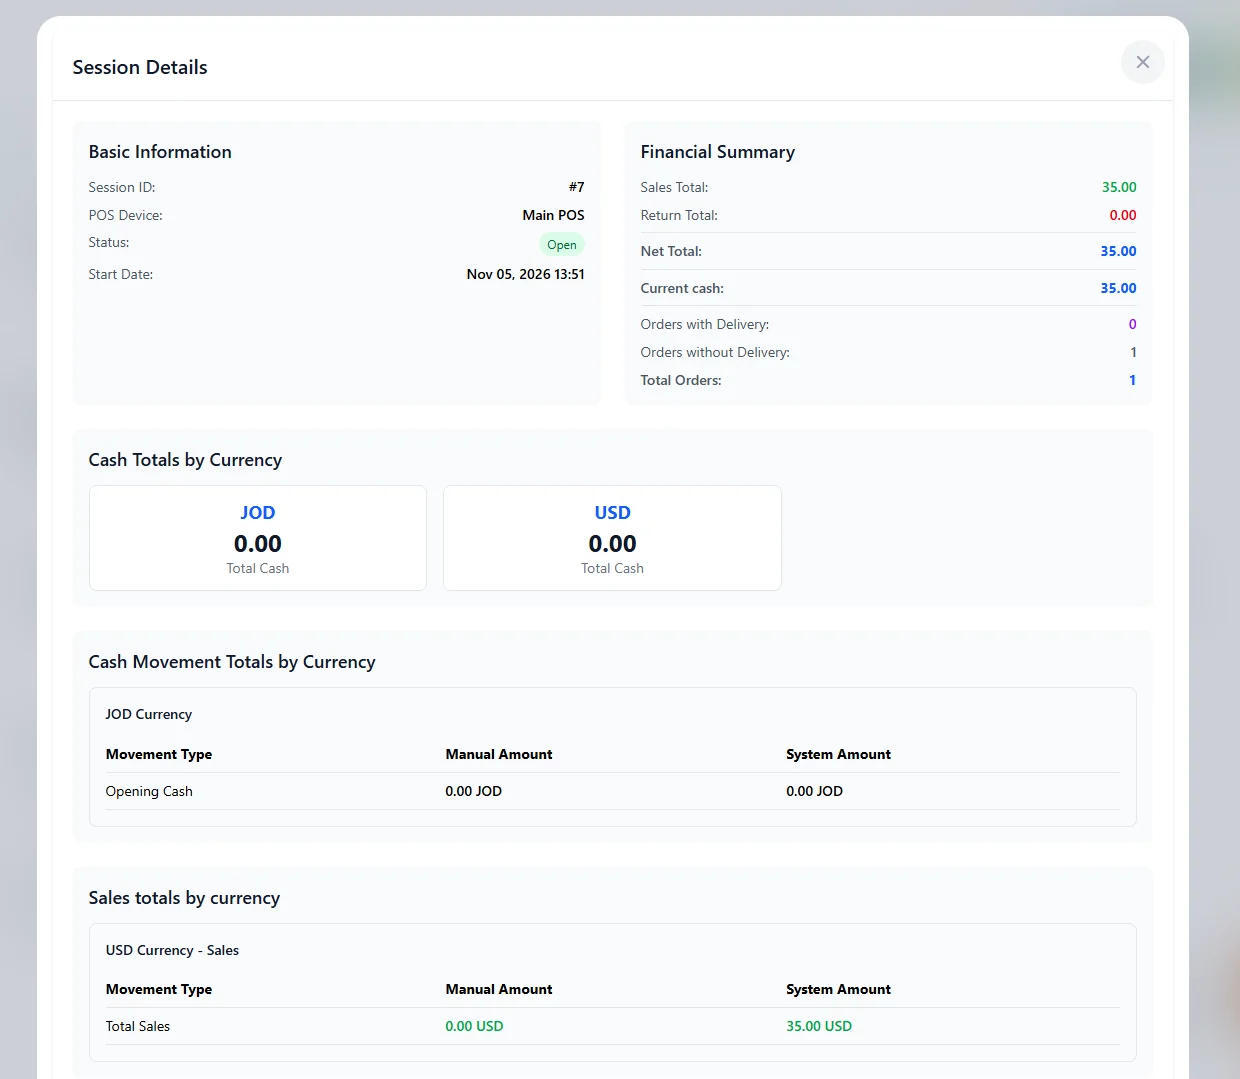 Session Details
Basic Information
Session ID: #7
POS Device: Main POS
Status: Open
Start Date: Nov 05, 2026 13:51
Financial Summary
Sales Total: 35.00
Return Total: 0.00
Net Total: 35.00
Current cash: 35.00
Orders with Delivery: 0
Orders without Delivery: 1
Total Orders: 1
Cash Totals by Currency
JOD
0.00
Total Cash
USD
0.00
Total Cash
Cash Movement Totals by Currency
JOD Currency
Movement Type Manual Amount System Amount
Opening Cash 0.00 JOD 0.00 JOD
Sales totals by currency
USD Currency - Sales
Movement Type Manual Amount System Amount
Total Sales 0.00 USD 35.00 USD